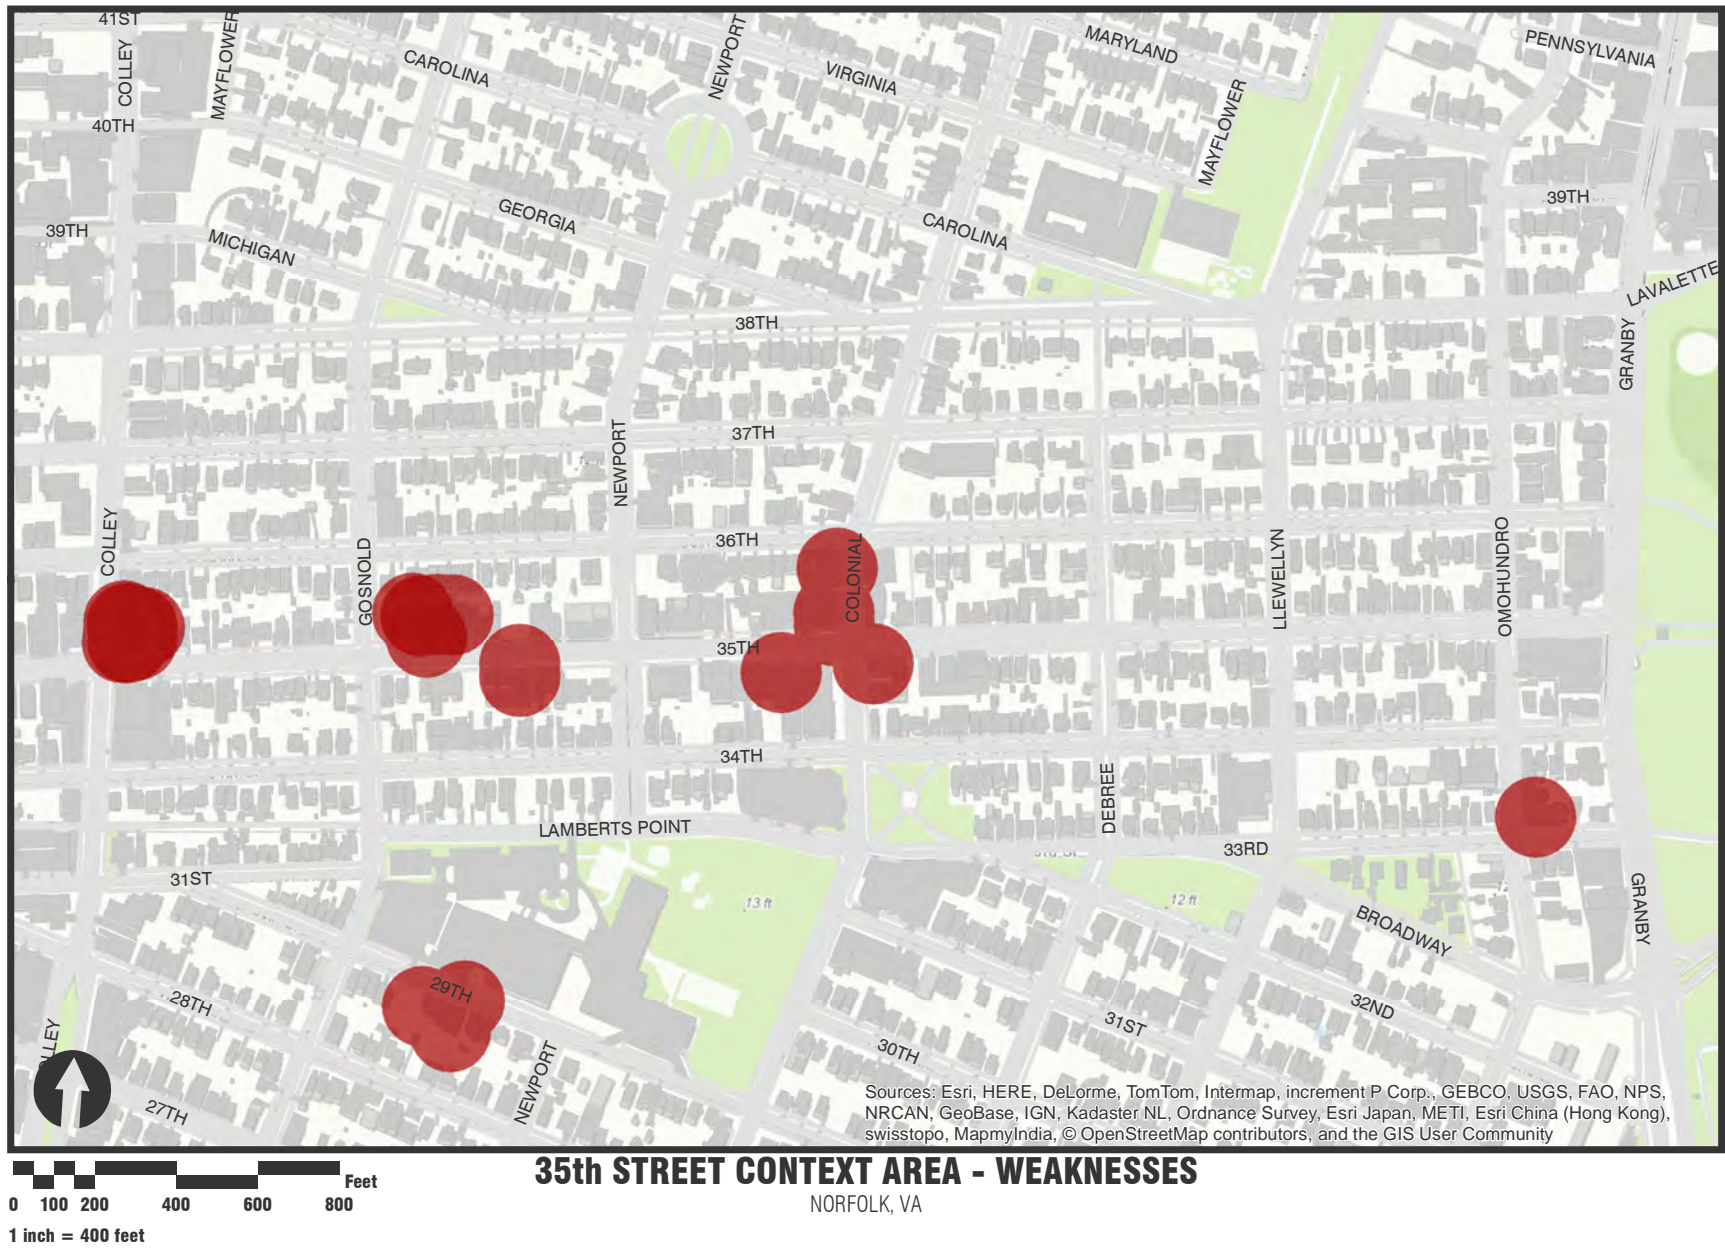 41ST
COLLEY
MAYFLOWER
CAROLINA
NEWPORT
VIRGINIA
MARYLAND
PENNSYLVANIA
40TH
MAYFLOWER
39TH
GEORGIA
CAROLINA
39TH
MICHIGAN
LAVALETTE
38TH
GRANBY
37TH
NEWPORT
COLLEY
GOSNOLD
36TH
COLONIAL
LLEWELLYN
OMOHUNDRO
35TH
34TH
DEBREE
LAMBERTS POINT
33RD
31ST
13 ft
12 ft
GRANBY
BROADWAY
29TH
28TH
32ND
31ST
30TH
OLLEY
NEWPORT
27TH
Sources: Esri, HERE, DeLorme, TomTom, Intermap, increment P Corp., GEBCO, USGS, FAO, NPS,
NRCAN, GeoBase, IGN, Kadaster NL, Ordnance Survey, Esri Japan, METI, Esri China (Hong Kong),
swisstopo, MapmyIndia, © OpenStreetMap contributors, and the GIS User Community
35th STREET CONTEXT AREA - WEAKNESSES
NORFOLK, VA
Feet
0 100 200 400 600 800
1 inch = 400 feet